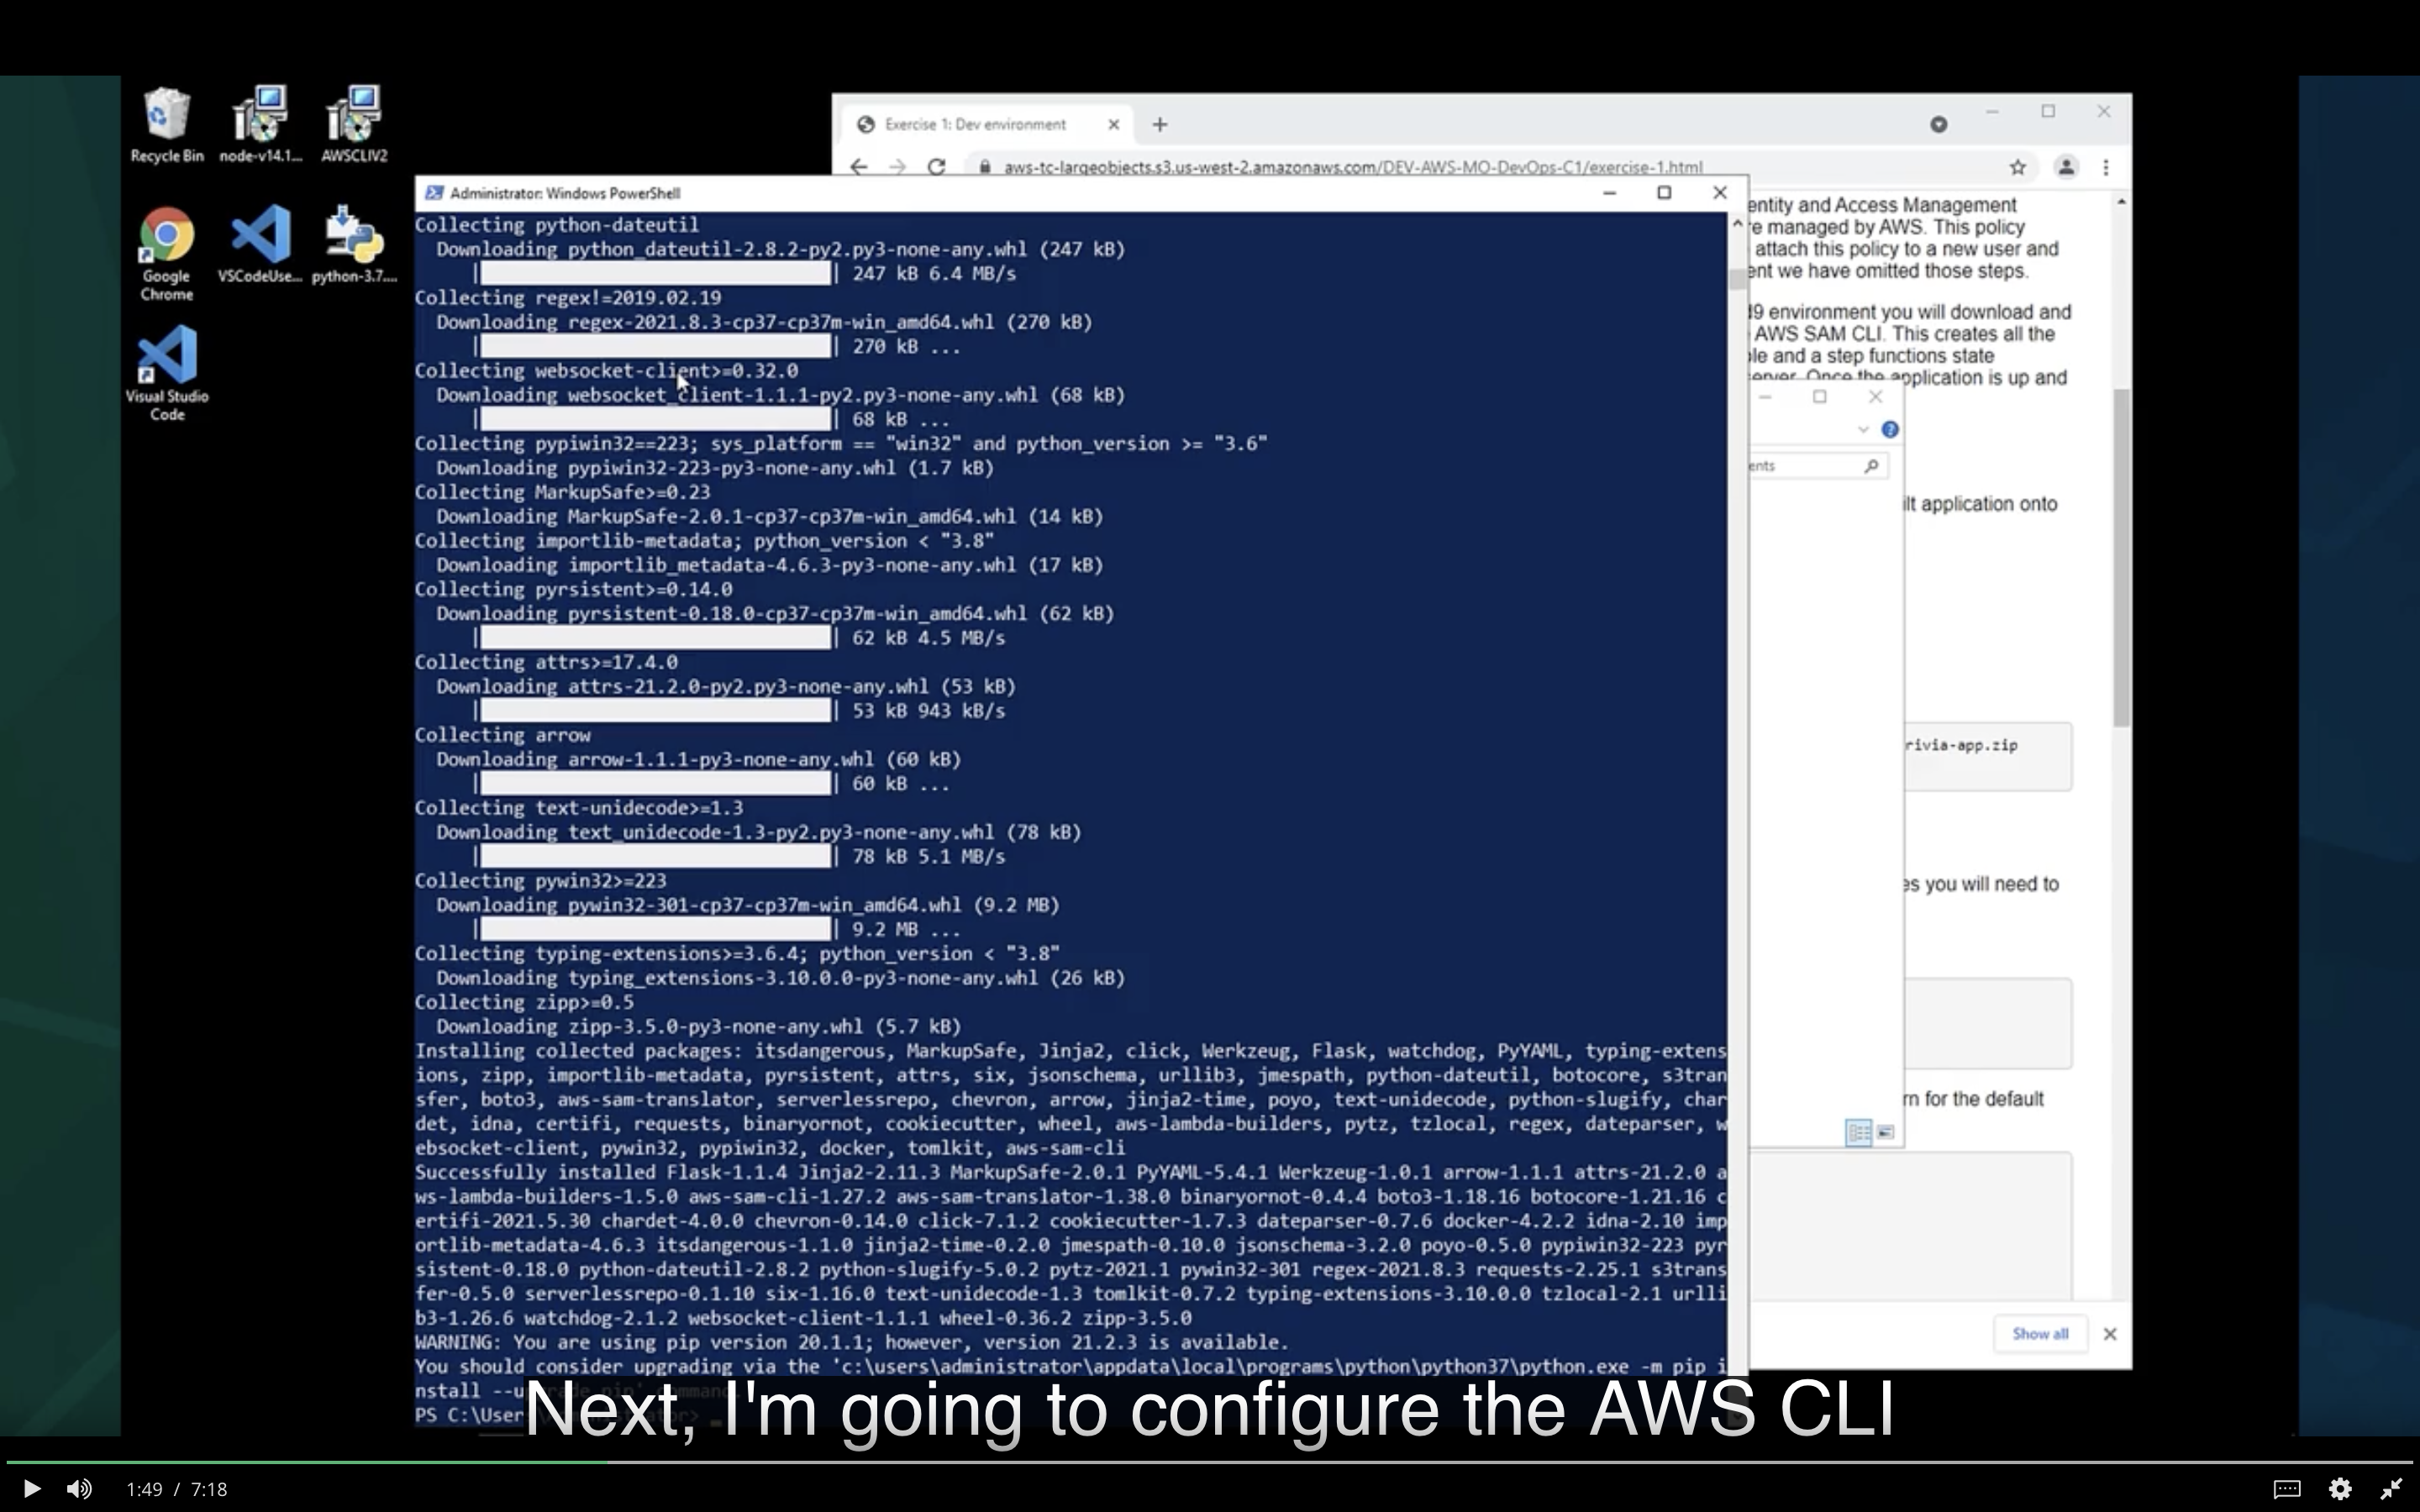 Recycle Bin
node-v14.1...
AWSCLIV2
Google
Chrome
VSCodeUse...
python-3.7....
Visual Studio
Code
Exercise 1: Dev environment
aws-tc-largeobjects.s3.us-west-2.amazonaws.com/DEV-AWS-MO-DevOps-C1/exercise-1.html
Administrator: Windows PowerShell
Collecting python-dateutil
Downloading python_dateutil-2.8.2-py2.py3-none-any.whl (247 kB)
| | 247 kB 6.4 MB/s
Collecting regex!=2019.02.19
Downloading regex-2021.8.3-cp37-cp37m-win_amd64.whl (270 kB)
| | 270 kB ...
Collecting websocket-client>=0.32.0
Downloading websocket_client-1.1.1-py2.py3-none-any.whl (68 kB)
| | 68 kB ...
Collecting pypiwin32==223; sys_platform == "win32" and python_version >= "3.6"
Downloading pypiwin32-223-py3-none-any.whl (1.7 kB)
Collecting MarkupSafe>=0.23
Downloading MarkupSafe-2.0.1-cp37-cp37m-win_amd64.whl (14 kB)
Collecting importlib-metadata; python_version < "3.8"
Downloading importlib_metadata-4.6.3-py3-none-any.whl (17 kB)
Collecting pyrsistent>=0.14.0
Downloading pyrsistent-0.18.0-cp37-cp37m-win_amd64.whl (62 kB)
| | 62 kB 4.5 MB/s
Collecting attrs>=17.4.0
Downloading attrs-21.2.0-py2.py3-none-any.whl (53 kB)
| | 53 kB 943 kB/s
Collecting arrow
Downloading arrow-1.1.1-py3-none-any.whl (60 kB)
| | 60 kB ...
Collecting text-unidecode>=1.3
Downloading text_unidecode-1.3-py2.py3-none-any.whl (78 kB)
| | 78 kB 5.1 MB/s
Collecting pywin32>=223
Downloading pywin32-301-cp37-cp37m-win_amd64.whl (9.2 MB)
| | 9.2 MB ...
Collecting typing-extensions>=3.6.4; python_version < "3.8"
Downloading typing_extensions-3.10.0.0-py3-none-any.whl (26 kB)
Collecting zipp>=0.5
Downloading zipp-3.5.0-py3-none-any.whl (5.7 kB)
Installing collected packages: itsdangerous, MarkupSafe, Jinja2, click, Werkzeug, Flask, watchdog, PyYAML, typing-extens
ions, zipp, importlib-metadata, pyrsistent, attrs, six, jsonschema, urllib3, jmespath, python-dateutil, botocore, s3tran
sfer, boto3, aws-sam-translator, serverlessrepo, chevron, arrow, jinja2-time, poyo, text-unidecode, python-slugify, char
det, idna, certifi, requests, binaryornot, cookiecutter, wheel, aws-lambda-builders, pytz, tzlocal, regex, dateparser, w
ebsocket-client, pywin32, pypiwin32, docker, tomlkit, aws-sam-cli
Successfully installed Flask-1.1.4 Jinja2-2.11.3 MarkupSafe-2.0.1 PyYAML-5.4.1 Werkzeug-1.0.1 arrow-1.1.1 attrs-21.2.0 a
ws-lambda-builders-1.5.0 aws-sam-cli-1.27.2 aws-sam-translator-1.38.0 binaryornot-0.4.4 boto3-1.18.16 botocore-1.21.16 c
ertifi-2021.5.30 chardet-4.0.0 chevron-0.14.0 click-7.1.2 cookiecutter-1.7.3 dateparser-0.7.6 docker-4.2.2 idna-2.10 imp
ortlib-metadata-4.6.3 itsdangerous-1.1.0 jinja2-time-0.2.0 jmespath-0.10.0 jsonschema-3.2.0 poyo-0.5.0 pypiwin32-223 pyr
sistent-0.18.0 python-dateutil-2.8.2 python-slugify-5.0.2 pytz-2021.1 pywin32-301 regex-2021.8.3 requests-2.25.1 s3trans
fer-0.5.0 serverlessrepo-0.1.10 six-1.16.0 text-unidecode-1.3 tomlkit-0.7.2 typing-extensions-3.10.0.0 tzlocal-2.1 urlli
b3-1.26.6 watchdog-2.1.2 websocket-client-1.1.1 wheel-0.36.2 zipp-3.5.0
WARNING: You are using pip version 20.1.1; however, version 21.2.3 is available.
You should consider upgrading via the 'c:\users\administrator\appdata\local\programs\python\python37\python.exe -m pip i
nstall --u
PS C:\User
entity and Access Management
re managed by AWS. This policy
attach this policy to a new user and
ent we have omitted those steps.
d9 environment you will download and
AWS SAM CLI. This creates all the
ble and a step functions state
server. Once the application is up and
ents
ilt application onto
rivia-app.zip
es you will need to
rn for the default
Show all
Next, I'm going to configure the AWS CLI
1:49 / 7:18